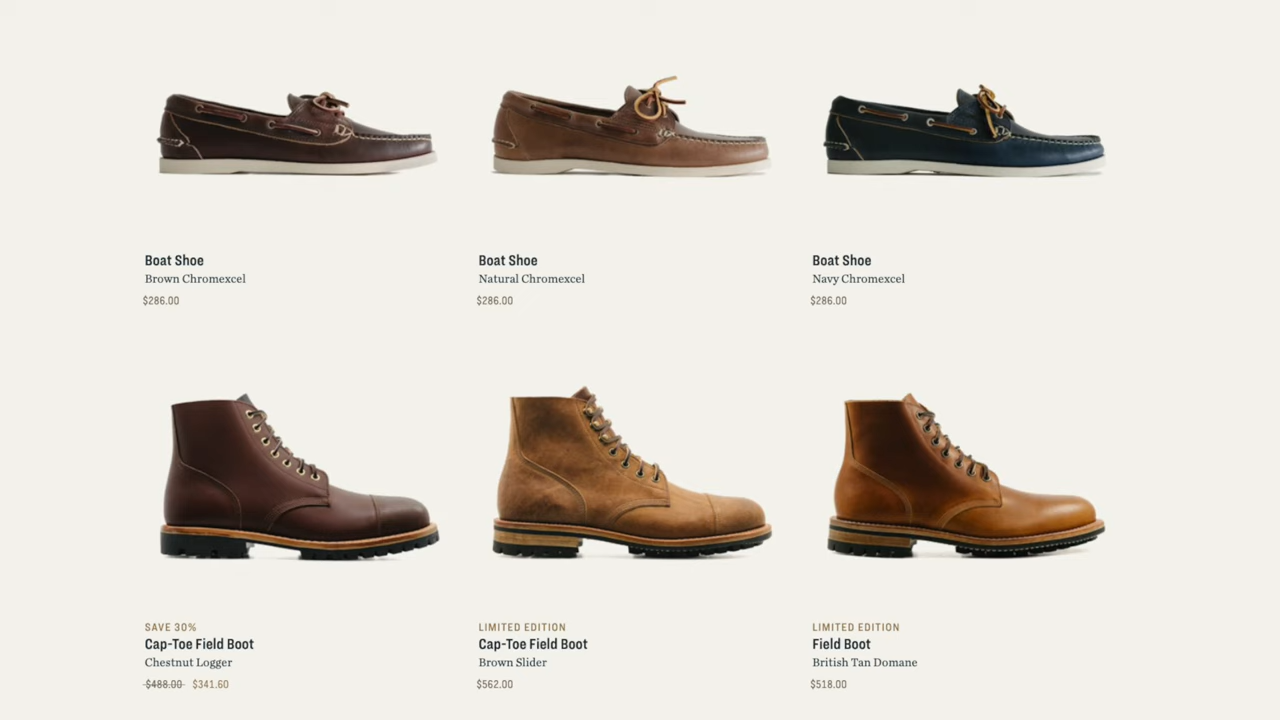 Boat Shoe
Brown Chromexcel
$286.00
Boat Shoe
Natural Chromexcel
$286.00
Boat Shoe
Navy Chromexcel
$286.00
SAVE 30%
Cap-Toe Field Boot
Chestnut Logger
$488.00 $341.60
LIMITED EDITION
Cap-Toe Field Boot
Brown Slider
$562.00
LIMITED EDITION
Field Boot
British Tan Domane
$518.00